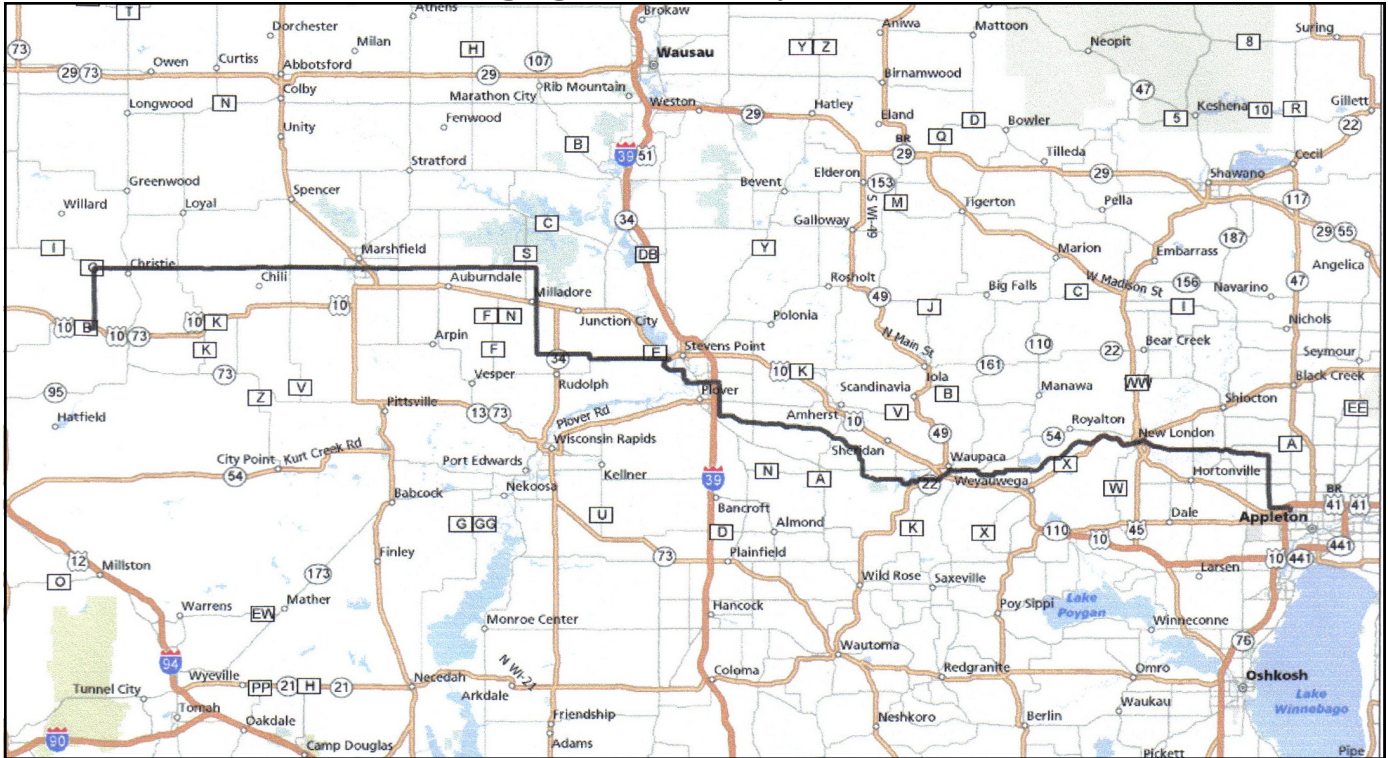 T
Dorchester
Athens
Brokaw
Aniwa
Mattoon
Suring
73
Milan
H
107
Wausau
Y Z
Neopit
8
29 73
Owen
Curtiss
Abbotsford
29
Birnamwood
47
Longwood
N
Colby
Marathon City
Rib Mountain
Weston
29
Hatley
Eland
D
Bowler
5
Keshena
10
R
Gillett
22
Unity
Fenwood
B
39 51
BR
29
Q
Tilleda
Cecil
Stratford
Greenwood
Bevent
Elderon
153
29
Shawano
Willard
Loyal
Spencer
34
S WI-49
M
Tigerton
Pella
117
C
Galloway
187
29 55
I
Marshfield
S
DB
Y
Marion
Embarrass
Angelica
Christie
Chili
Auburndale
Rosholt
49
Big Falls
C
W Madison St
156
Navarino
47
10
Milladore
J
I
10 B
10 73
10 K
F N
Junction City
Polonia
N Main St
110
Nichols
K
Arpin
F
E
Stevens Point
161
22
Bear Creek
Seymour
73
34
10 K
Iola
95
Z
V
Vesper
Rudolph
Plover
Scandinavia
B
Manawa
WW
Black Creek
Hatfield
Pittsville
13 73
Plover Rd
Amherst
10
V
Royalton
Shiocton
EE
Wisconsin Rapids
49
54
New London
A
City Point
Kurt Creek Rd
Port Edwards
Kellner
Sheridan
Waupaca
X
54
Nekoosa
39
N
A
22
Weyauwega
W
Hortonville
Babcock
Bancroft
BR
41 41
G GG
U
D
Almond
K
X
110
10
45
Dale
Appleton
441
Finley
73
Plainfield
10 441
12
Millston
173
Wild Rose
Saxeville
Larsen
O
Warrens
EW
Mather
Hancock
Poy Sippi
Lake
Poygan
Winneconne
Monroe Center
76
94
Wyeville
Wautoma
PP 21 H 21
Necedah
N WI-21
Coloma
Redgranite
Omro
Oshkosh
Tunnel City
Arkdale
Tomah
Oakdale
Friendship
Neshkoro
Berlin
Waukau
Lake
Winnebago
90
Camp Douglas
Adams
Pickett
Pipe